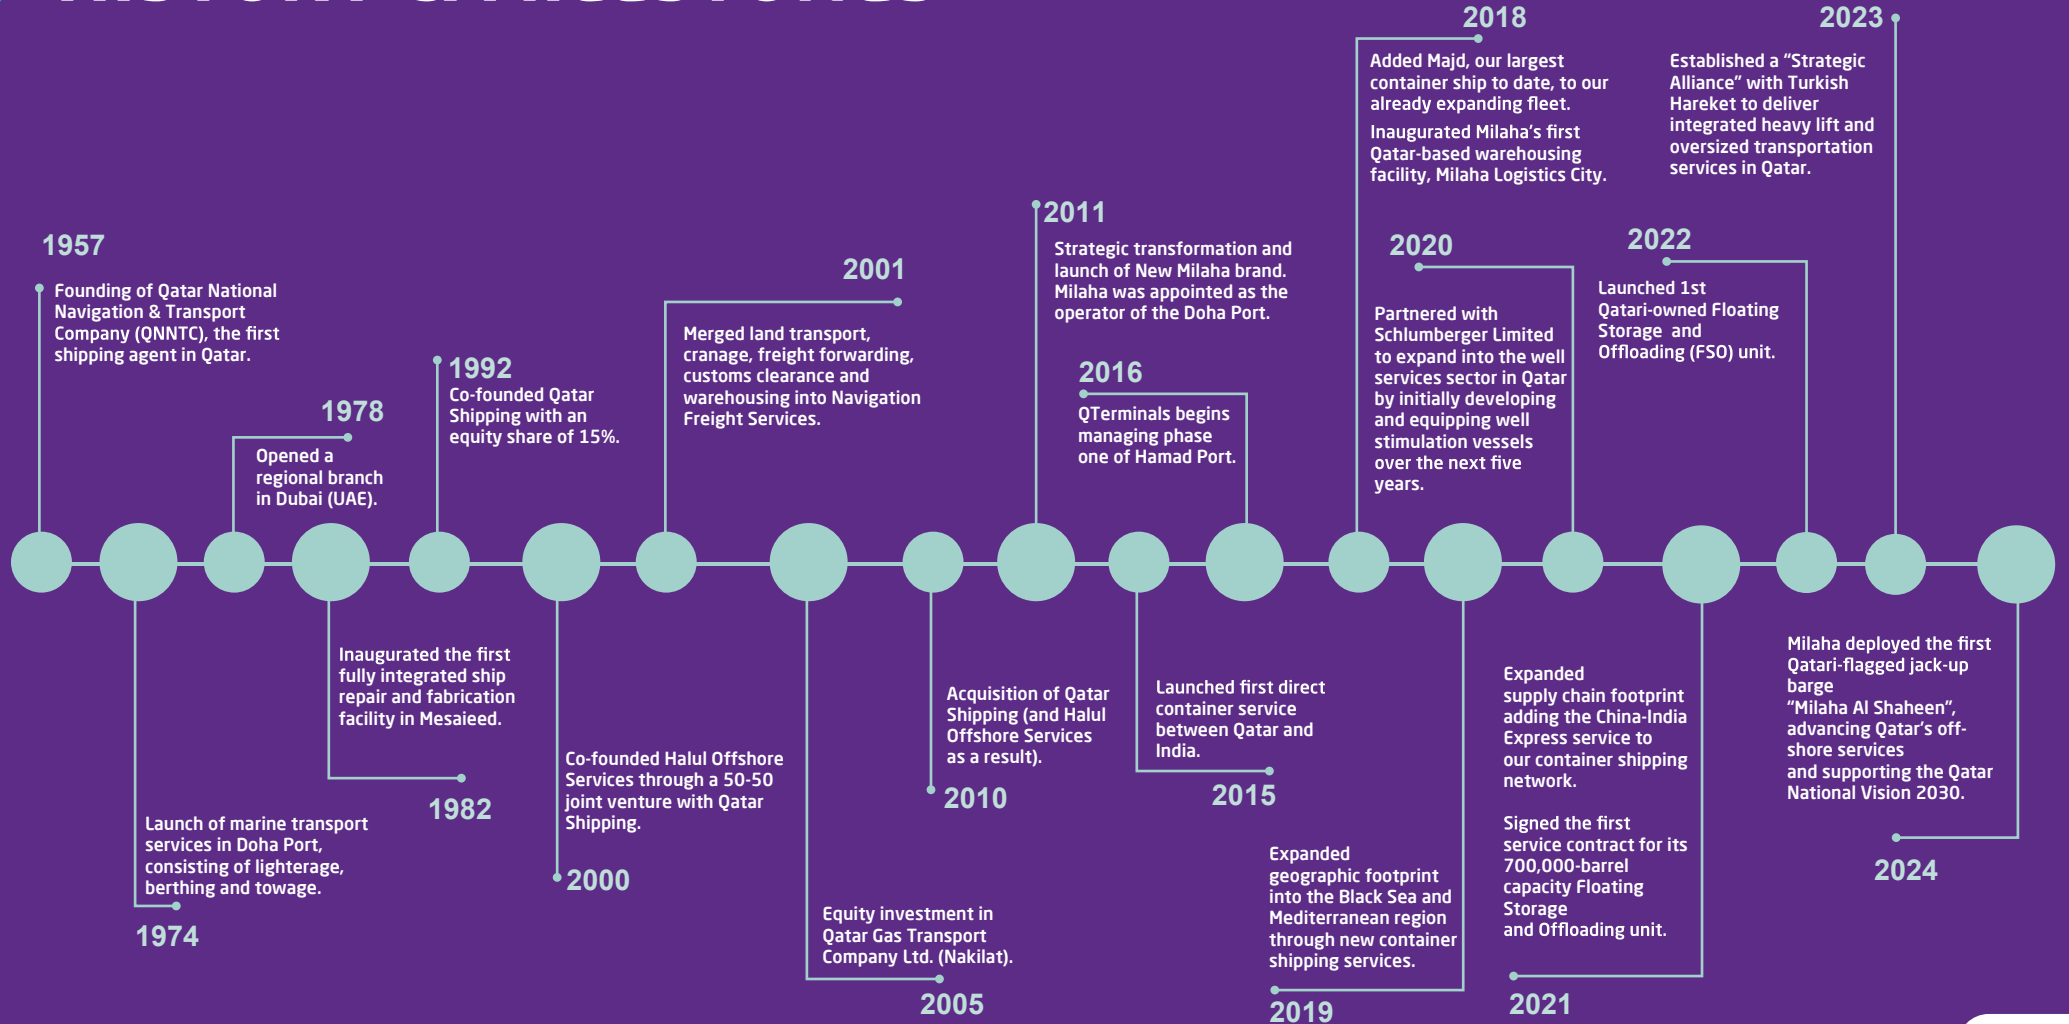 1957
Founding of Qatar National
Navigation & Transport
Company (QNNTC), the first
shipping agent in Qatar.
Launch of marine transport
services in Doha Port,
consisting of lighterage,
berthing and towage.
1974
1978
Opened a
regional branch
in Dubai (UAE).
Inaugurated the first
fully integrated ship
repair and fabrication
facility in Mesaieed.
1982
1992
Co-founded Qatar
Shipping with an
equity share of 15%.
Co-founded Halul Offshore
Services through a 50-50
joint venture with Qatar
Shipping.
2000
2001
Merged land transport,
cranage, freight forwarding,
customs clearance and
warehousing into Navigation
Freight Services.
Equity investment in
Qatar Gas Transport
Company Ltd. (Nakilat).
2005
Acquisition of Qatar
Shipping (and Halul
Offshore Services
as a result).
2010
2011
Strategic transformation and
launch of New Milaha brand.
Milaha was appointed as the
operator of the Doha Port.
Launched first direct
container service
between Qatar and
India.
2015
2016
QTerminals begins
managing phase
one of Hamad Port.
2018
Added Majd, our largest
container ship to date, to our
already expanding fleet.
Inaugurated Milaha's first
Qatar-based warehousing
facility, Milaha Logistics City.
Expanded
geographic footprint
into the Black Sea and
Mediterranean region
through new container
shipping services.
2019
2020
Partnered with
Schlumberger Limited
to expand into the well
services sector in Qatar
by initially developing
and equipping well
stimulation vessels
over the next five
years.
Expanded
supply chain footprint
adding the China-India
Express service to
our container shipping
network.
Signed the first
service contract for its
700,000-barrel
capacity Floating
Storage
and Offloading unit.
2021
2022
Launched 1st
Qatari-owned Floating
Storage and
Offloading (FSO) unit.
2023
Established a "Strategic
Alliance" with Turkish
Hareket to deliver
integrated heavy lift and
oversized transportation
services in Qatar.
Milaha deployed the first
Qatari-flagged jack-up
barge
"Milaha Al Shaheen",
advancing Qatar's off-
shore services
and supporting the Qatar
National Vision 2030.
2024